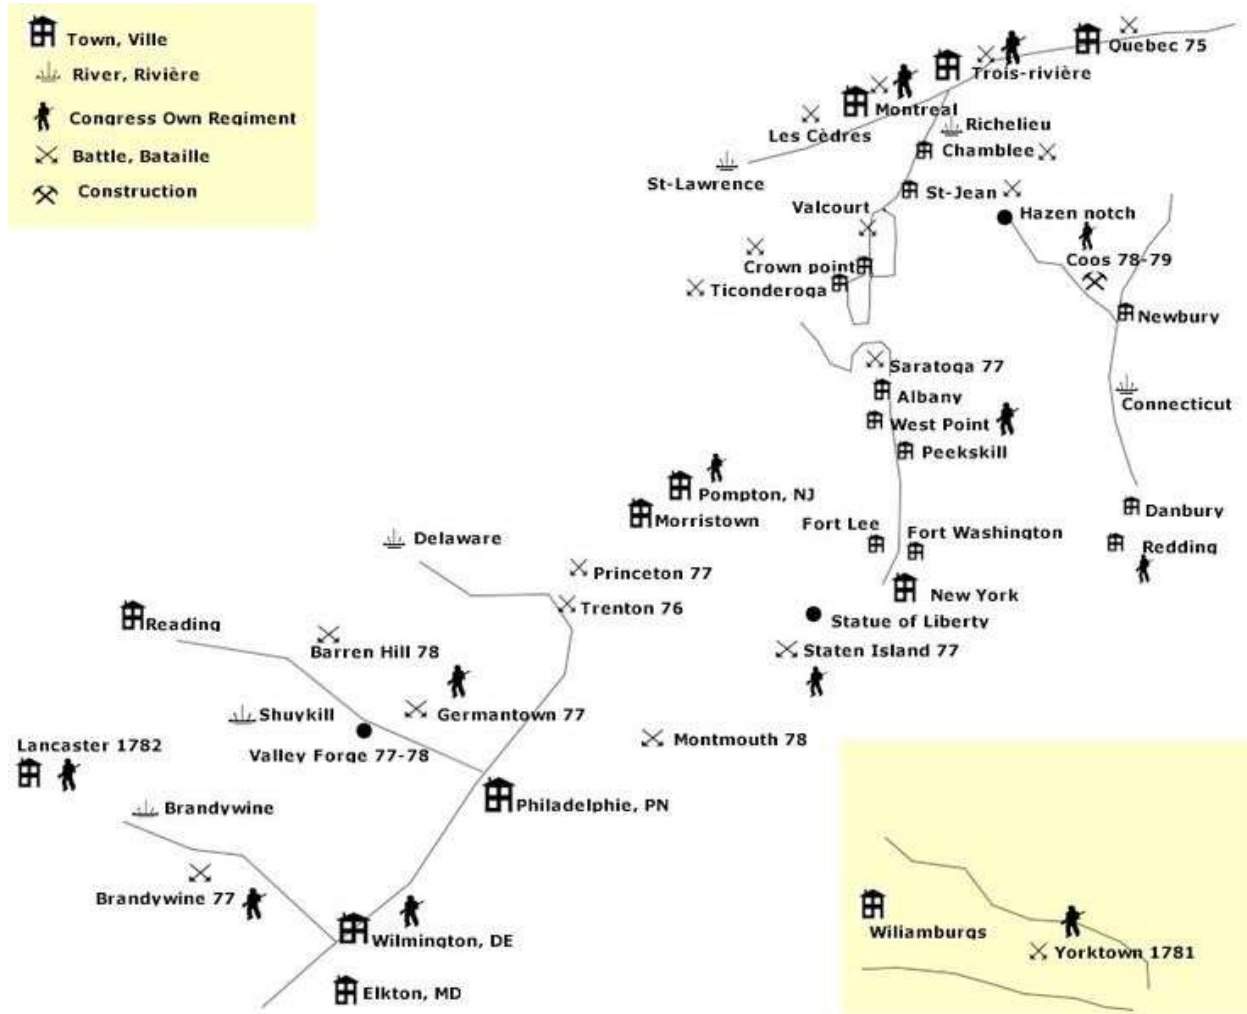 Town, Ville
River, Rivière
Congress Own Regiment
Battle, Bataille
Construction
Quebec 75
Trois-rivière
Montreal
Les Cèdres
Richelieu
Chamblee
St-Lawrence
St-Jean
Valcourt
Hazen notch
Coos 78-79
Crown point
Ticonderoga
Newbury
Saratoga 77
Albany
Connecticut
West Point
Peekskill
Pompton, NJ
Morristown
Danbury
Fort Lee
Fort Washington
Redding
Delaware
Princeton 77
New York
Trenton 76
Statue of Liberty
Reading
Barren Hill 78
Staten Island 77
Shuykill
Germantown 77
Montmouth 78
Lancaster 1782
Valley Forge 77-78
Brandywine
Philadelphie, PN
Brandywine 77
Wilmington, DE
Elkton, MD
Wiliamburgs
Yorktown 1781